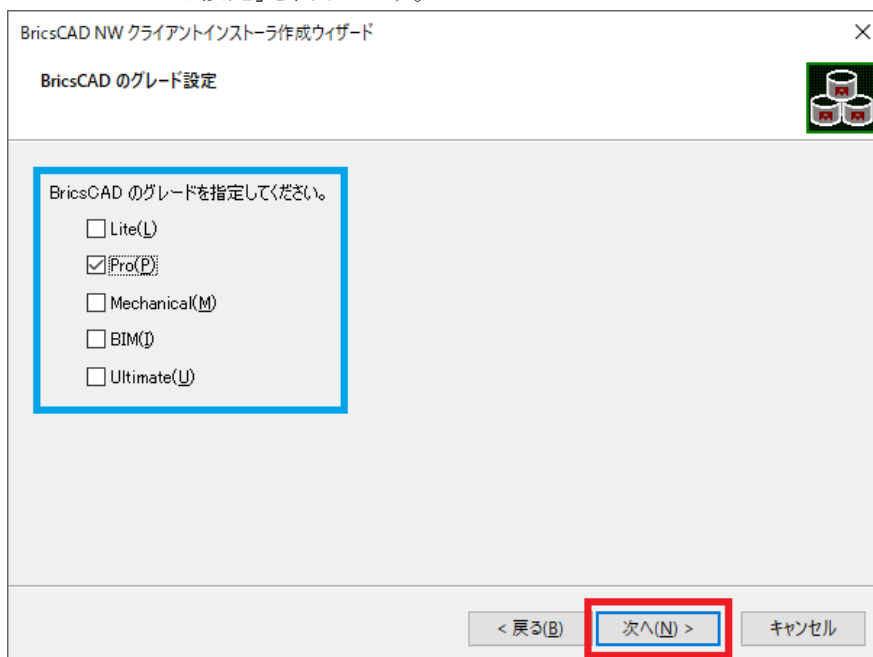 BricsCAD NW クライアントインストーラ作成ウィザード
BricsCAD のグレード設定
BricsCAD のグレードを指定してください。
Lite(L)
Pro(P)
Mechanical(M)
BIM(I)
Ultimate(U)
< 戻る(B) 次へ(N) > キャンセル